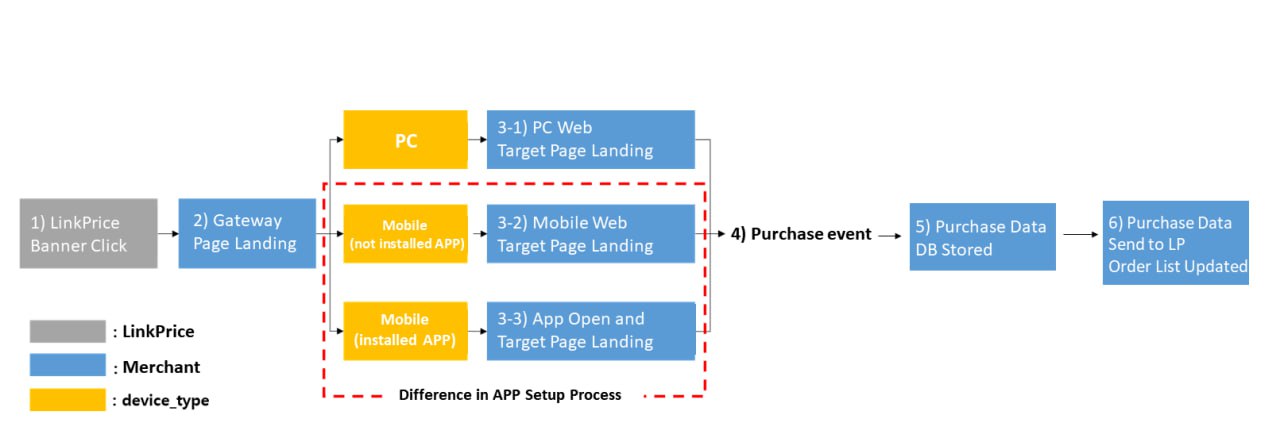 1) LinkPrice
Banner Click
2) Gateway
Page Landing
PC
3-1) PC Web
Target Page Landing
Mobile
(not installed APP)
3-2) Mobile Web
Target Page Landing
Mobile
(installed APP)
3-3) App Open and
Target Page Landing
Difference in APP Setup Process
4) Purchase event
5) Purchase Data
DB Stored
6) Purchase Data
Send to LP
Order List Updated
: LinkPrice
: Merchant
: device_type